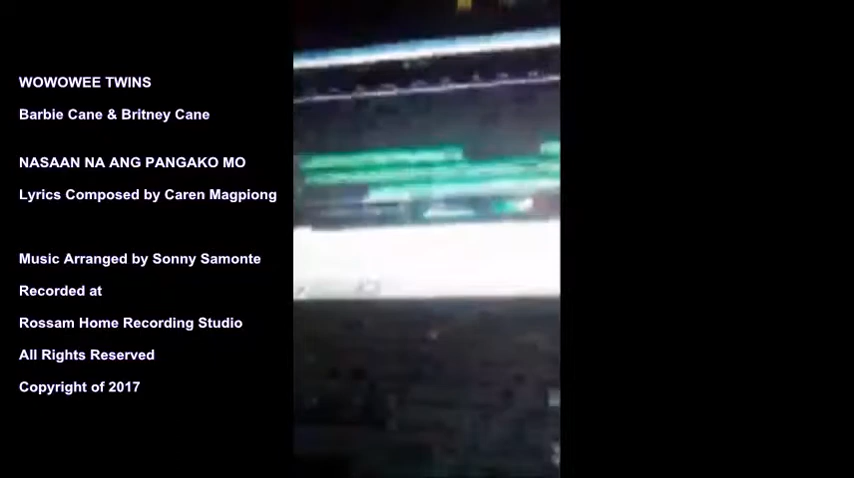 WOWOWEE TWINS
Barbie Cane & Britney Cane
NASAAN NA ANG PANGAKO MO
Lyrics Composed by Caren Magpiong
Music Arranged by Sonny Samonte
Recorded at
Rossam Home Recording Studio
All Rights Reserved
Copyright of 2017